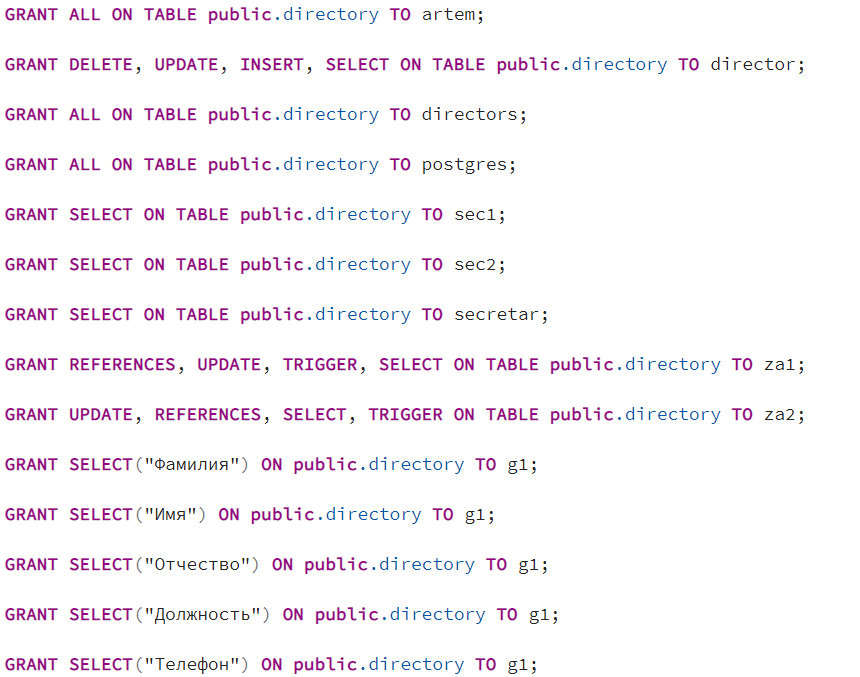 GRANT ALL ON TABLE public.directory TO artem;
GRANT DELETE, UPDATE, INSERT, SELECT ON TABLE public.directory TO director;
GRANT ALL ON TABLE public.directory TO directors;
GRANT ALL ON TABLE public.directory TO postgres;
GRANT SELECT ON TABLE public.directory TO sec1;
GRANT SELECT ON TABLE public.directory TO sec2;
GRANT SELECT ON TABLE public.directory TO secretar;
GRANT REFERENCES, UPDATE, TRIGGER, SELECT ON TABLE public.directory TO za1;
GRANT UPDATE, REFERENCES, SELECT, TRIGGER ON TABLE public.directory TO za2;
GRANT SELECT("Фамилия") ON public.directory TO g1;
GRANT SELECT("Имя") ON public.directory TO g1;
GRANT SELECT("Отчество") ON public.directory TO g1;
GRANT SELECT("Должность") ON public.directory TO g1;
GRANT SELECT("Телефон") ON public.directory TO g1;